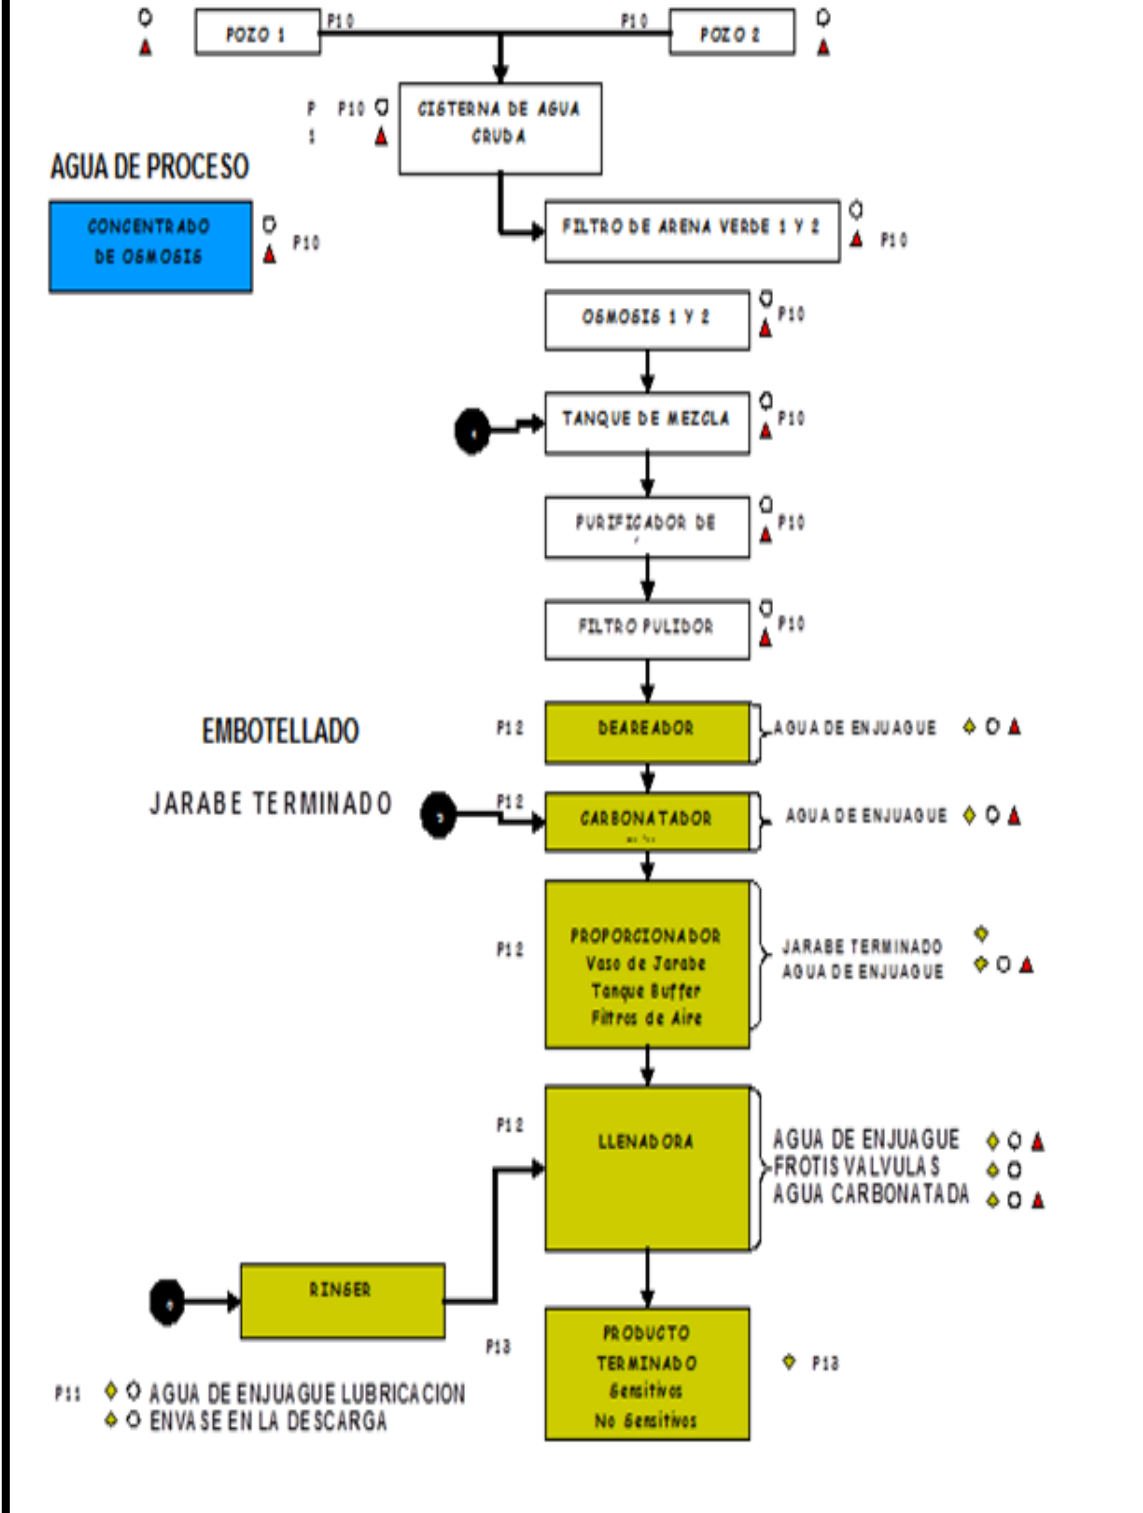 POZO 1
P10
P10
POZO 2
P
P10
CISTERNA DE AGUA
1
CRUDA
AGUA DE PROCESO
CONCENTRADO
DE OSMOSIS
P10
FILTRO DE ARENA VERDE 1 Y 2
P10
OSMOSIS 1 Y 2
P10
TANQUE DE MEZCLA
P10
PURIFICADOR DE
P10
FILTRO PULIDOR
P10
EMBOTELLADO
P12
DEAREADOR
AGUA DE ENJUAGUE
JARABE TERMINADO
P12
CARBONATADOR
AGUA DE ENJUAGUE
P12
PROPORCIONADOR
Vaso de Jarabe
Tanque Buffer
Filtros de Aire
JARABE TERMINADO
AGUA DE ENJUAGUE
P12
LLENADORA
AGUA DE ENJUAGUE
FROTIS VALVULAS
AGUA CARBONATADA
RINSER
P13
PRODUCTO
TERMINADO
Sensitivos
No Sensitivos
P13
P11
AGUA DE ENJUAGUE LUBRICACION
ENVASE EN LA DESCARGA